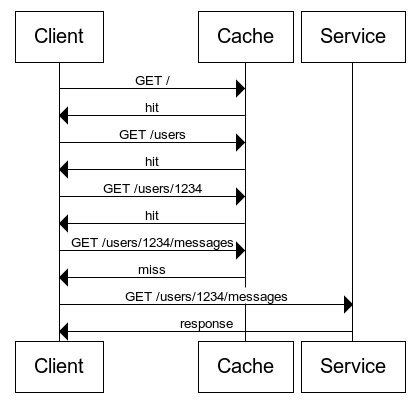 Client Cache Service
GET /
hit
GET /users
hit
GET /users/1234
hit
GET /users/1234/messages
miss
GET /users/1234/messages
response
Client Cache Service